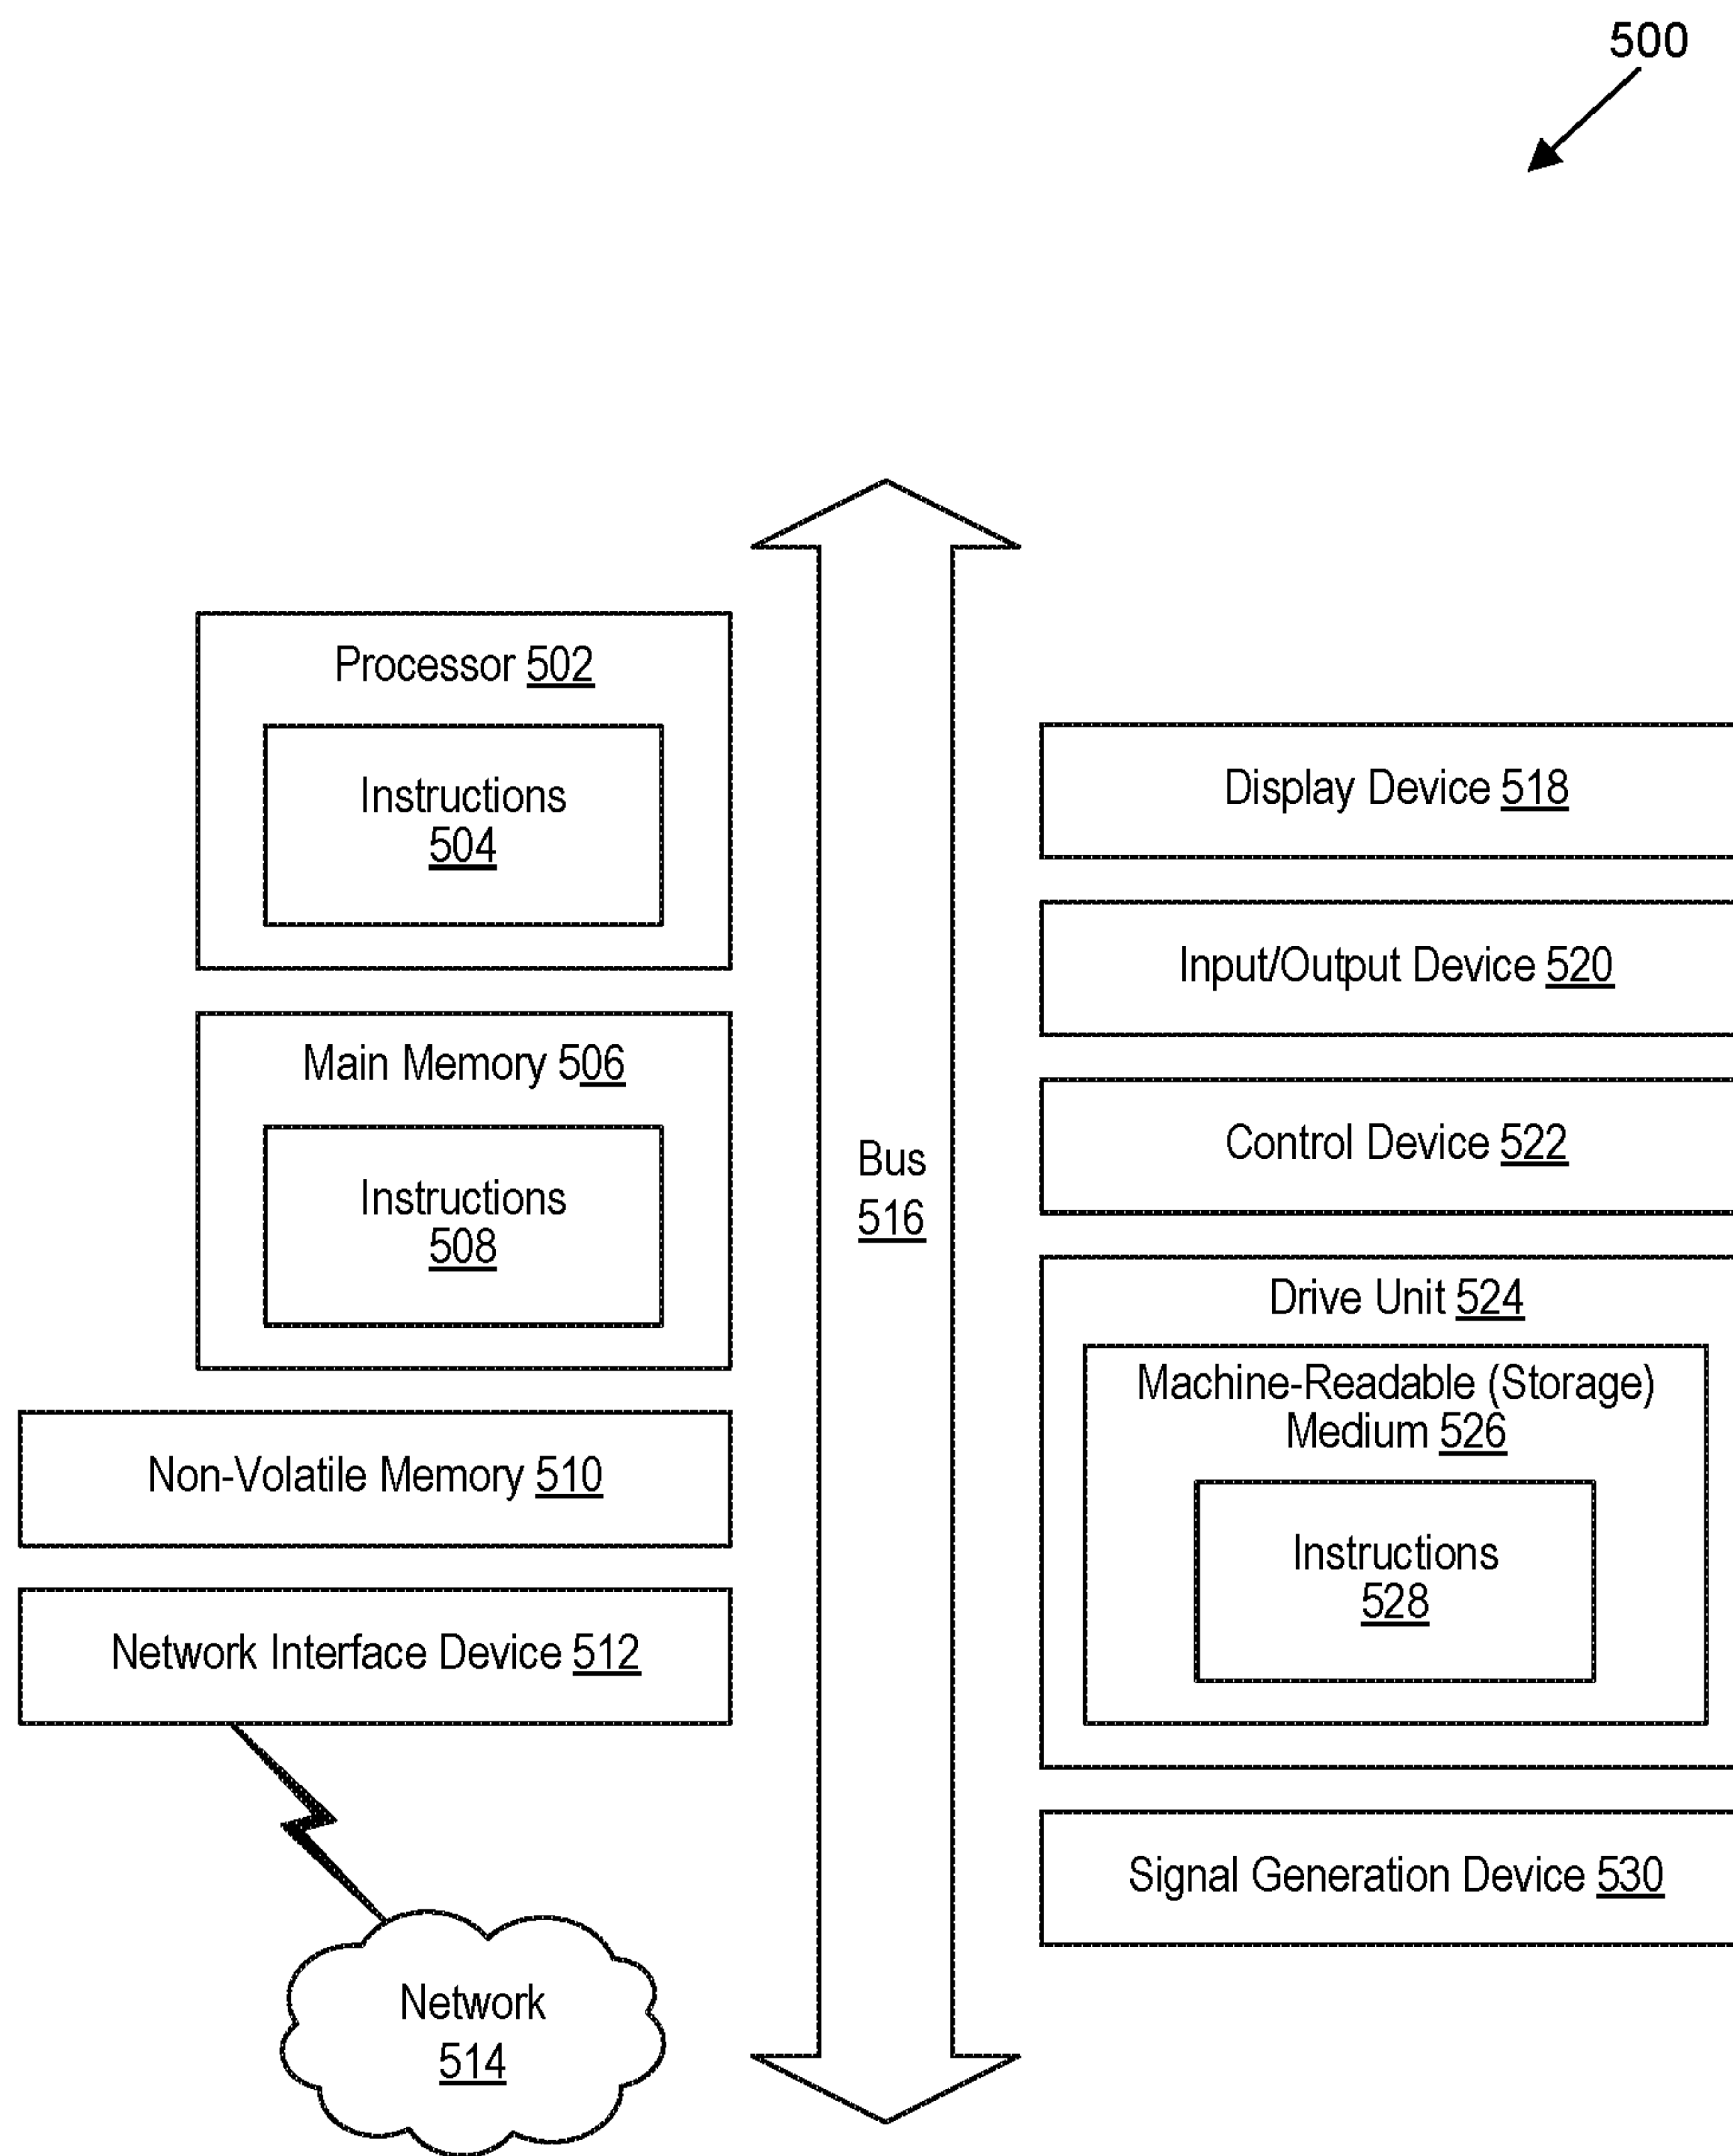 500
Processor 502
Instructions
504
Main Memory 506
Instructions
508
Non-Volatile Memory 510
Network Interface Device 512
Network
514
Bus
516
Display Device 518
Input/Output Device 520
Control Device 522
Drive Unit 524
Machine-Readable (Storage)
Medium 526
Instructions
528
Signal Generation Device 530